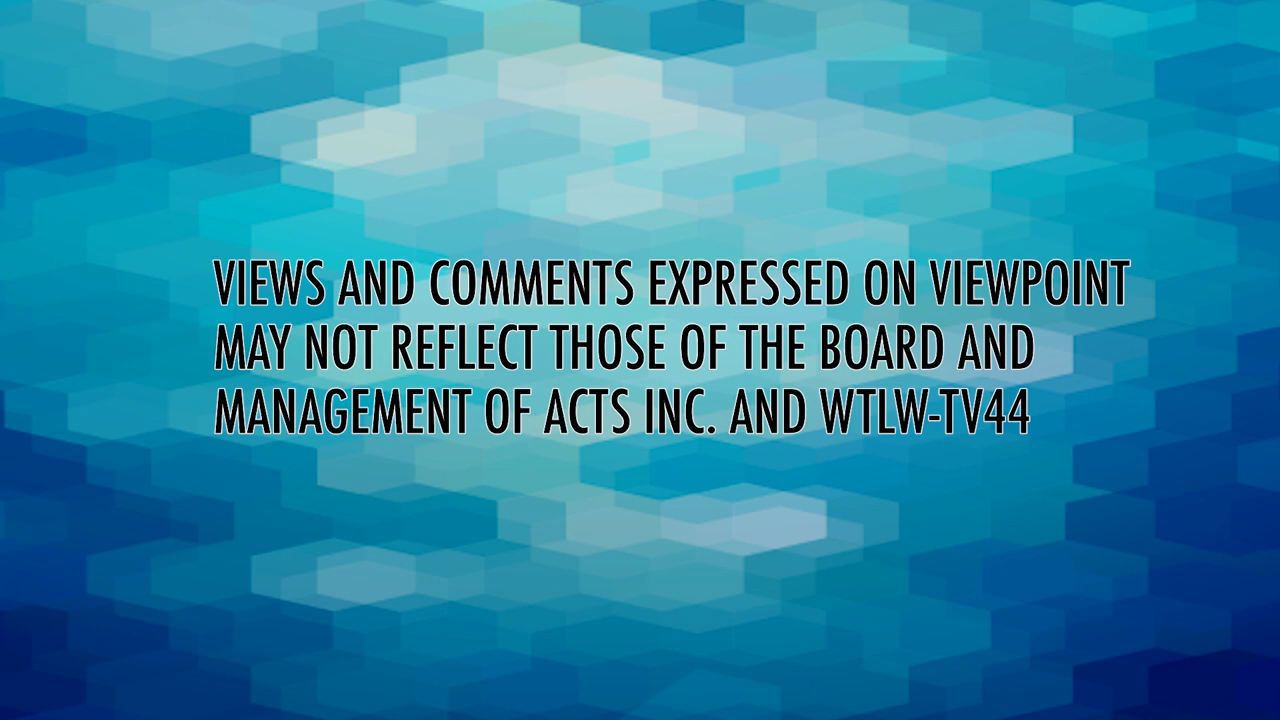 VIEWS AND COMMENTS EXPRESSED ON VIEWPOINT
MAY NOT REFLECT THOSE OF THE BOARD AND
MANAGEMENT OF ACTS INC. AND WTLW-TV44